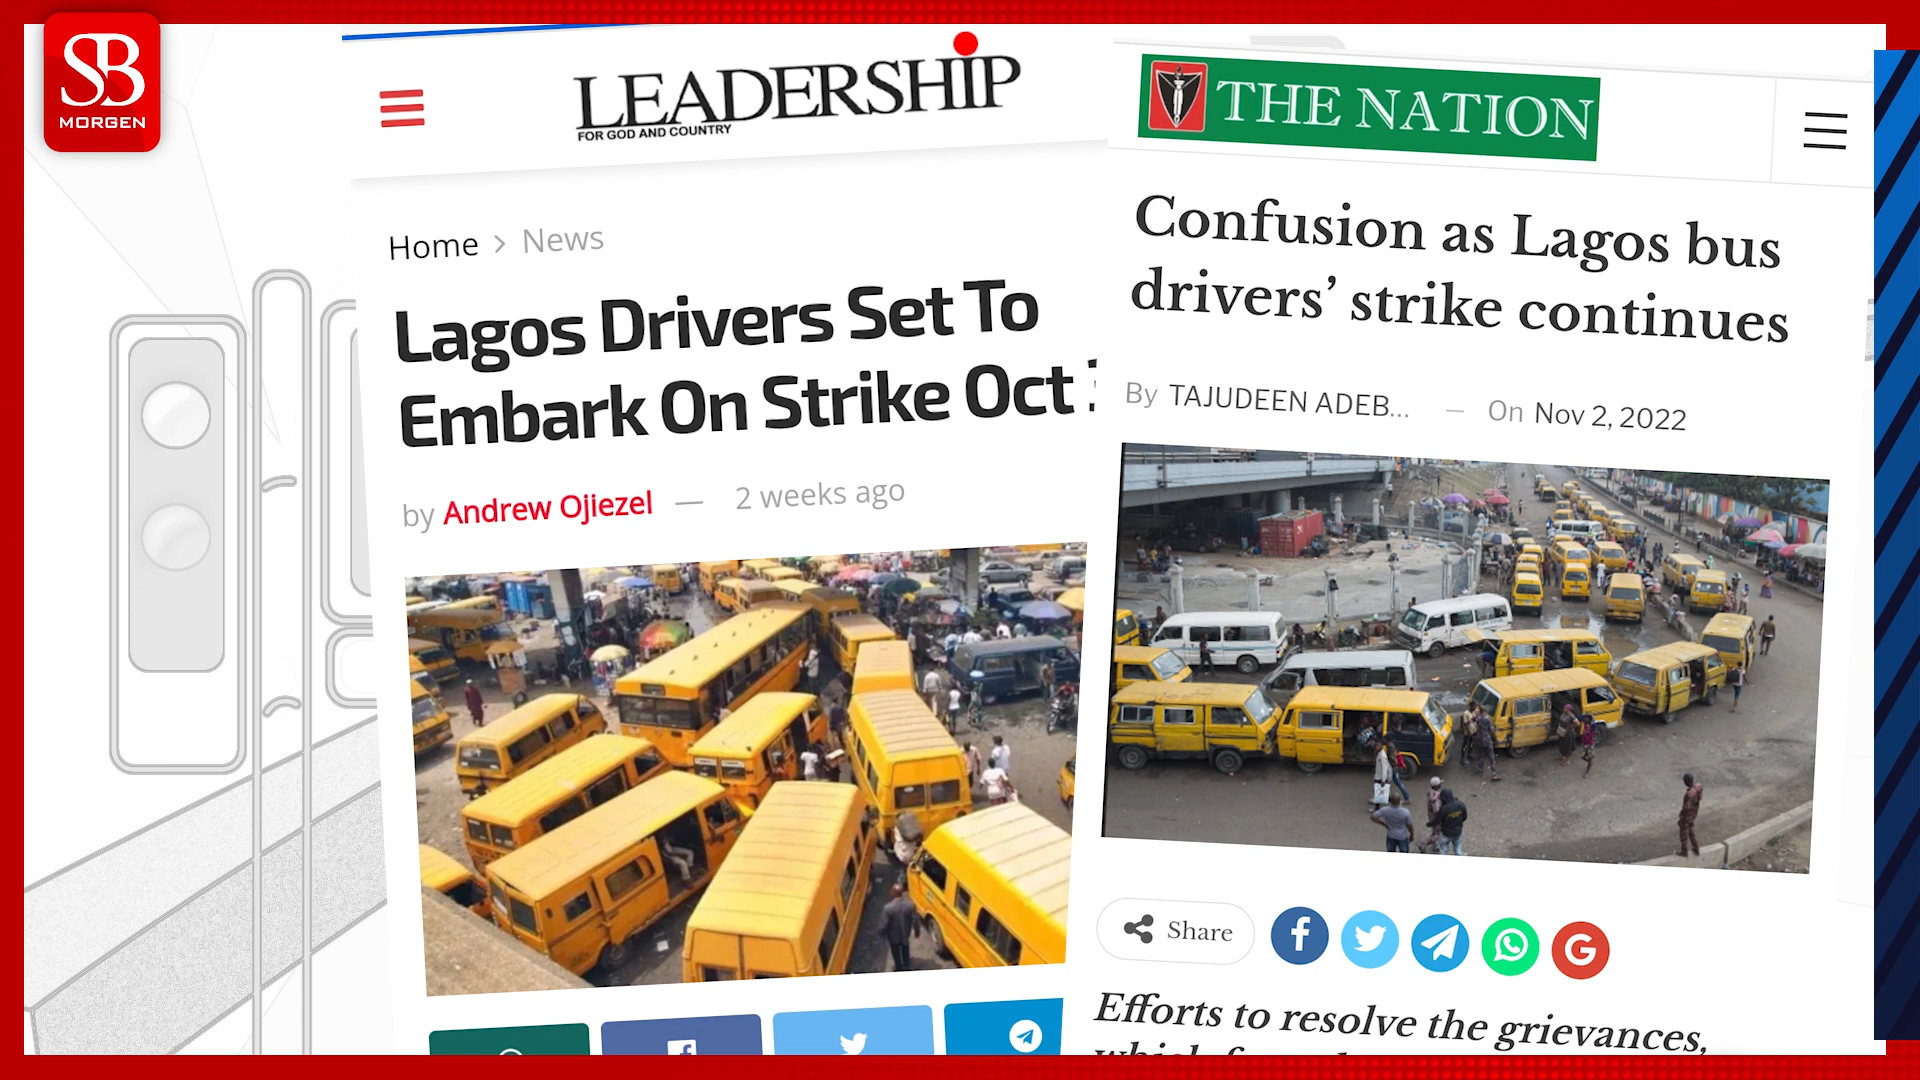 SB
MORGEN
LEADERSHIP
FOR GOD AND COUNTRY
Home > News
Lagos Drivers Set To
Embark On Strike Oct
by Andrew Ojiezel — 2 weeks ago
THE NATION
Confusion as Lagos bus
drivers’ strike continues
By TAJUDEEN ADEB... — On Nov 2, 2022
Share
Efforts to resolve the grievances,